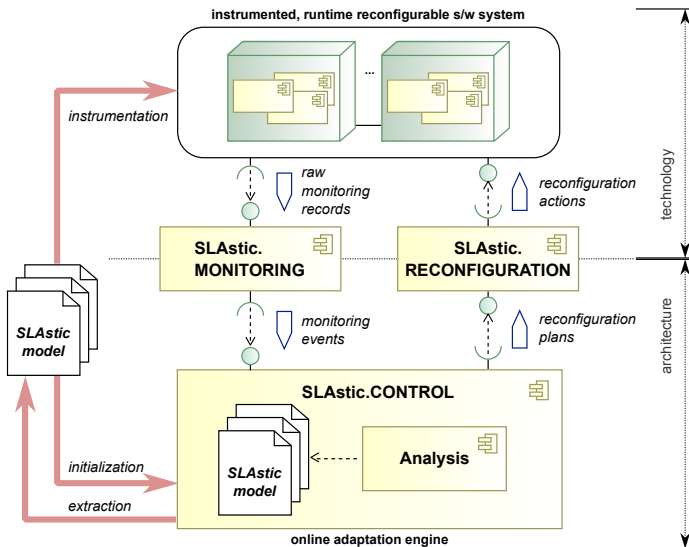 instrumented, runtime reconfigurable s/w system
...
instrumentation
raw
monitoring
records
reconfiguration
actions
technology
SLAstic.
MONITORING
SLAstic.
RECONFIGURATION
SLAstic
model
monitoring
events
reconfiguration
plans
architecture
SLAstic.CONTROL
SLAstic
model
Analysis
initialization
extraction
online adaptation engine